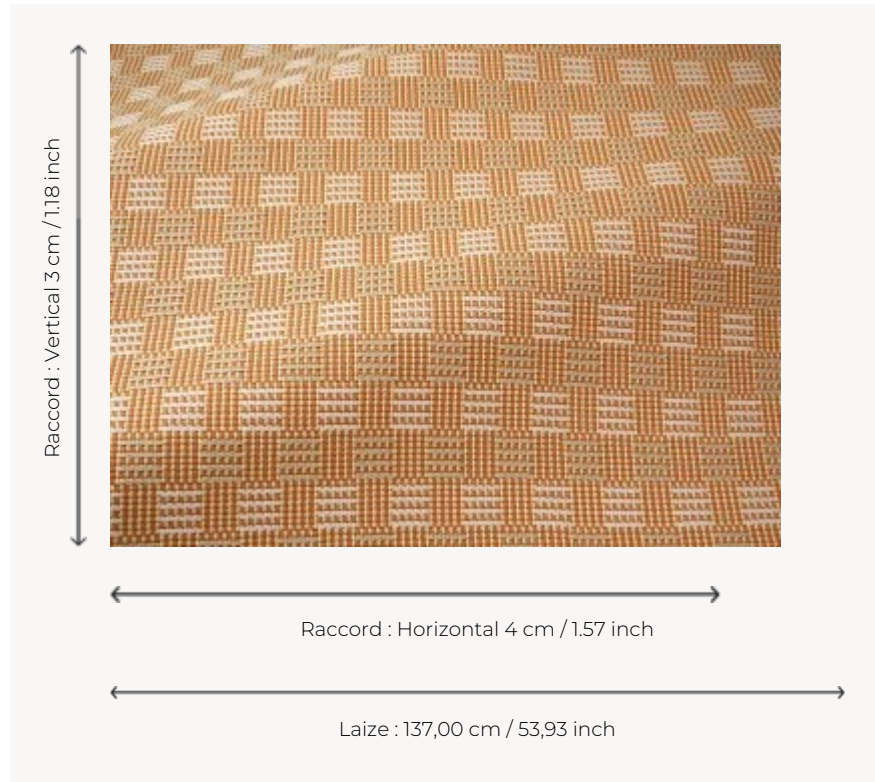 Raccord : Vertical 3 cm / 1.18 inch
Raccord : Horizontal 4 cm / 1.57 inch
Laize : 137,00 cm / 53,93 inch